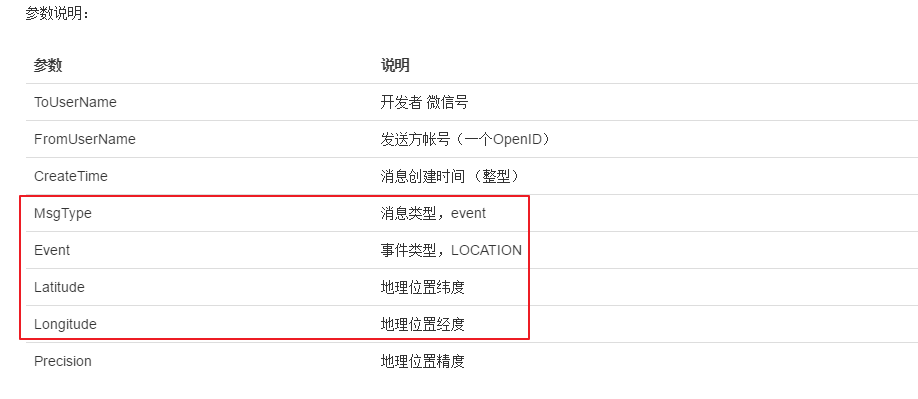 参数说明：
参数 说明
ToUserName 开发者 微信号
FromUserName 发送方帐号（一个OpenID）
CreateTime 消息创建时间 （整型）
MsgType 消息类型，event
Event 事件类型，LOCATION
Latitude 地理位置纬度
Longitude 地理位置经度
Precision 地理位置精度